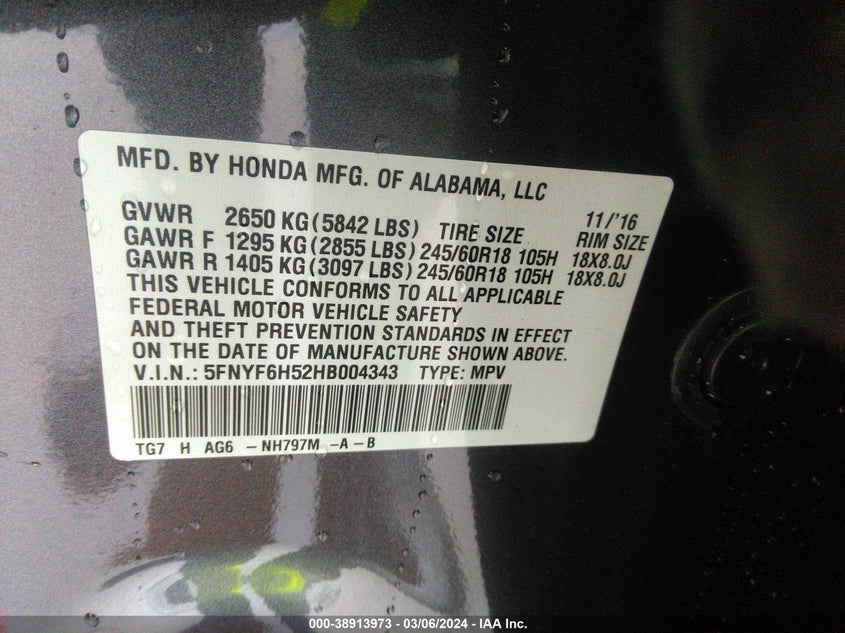 MFD. BY HONDA MFG. OF ALABAMA, LLC
11/'16
GVWR 2650 KG(5842 LBS) TIRE SIZE RIM SIZE
GAWR F 1295 KG(2855 LBS) 245/60R18 105H 18X8.0J
GAWR R 1405 KG(3097 LBS) 245/60R18 105H 18X8.0J
THIS VEHICLE CONFORMS TO ALL APPLICABLE
FEDERAL MOTOR VEHICLE SAFETY
AND THEFT PREVENTION STANDARDS IN EFFECT
ON THE DATE OF MANUFACTURE SHOWN ABOVE.
V.I.N.: 5FNYF6H52HB004343 TYPE: MPV
TG7 H AG6 -NH797M -A-B
000-38913973 - 03/06/2024 - IAA Inc.